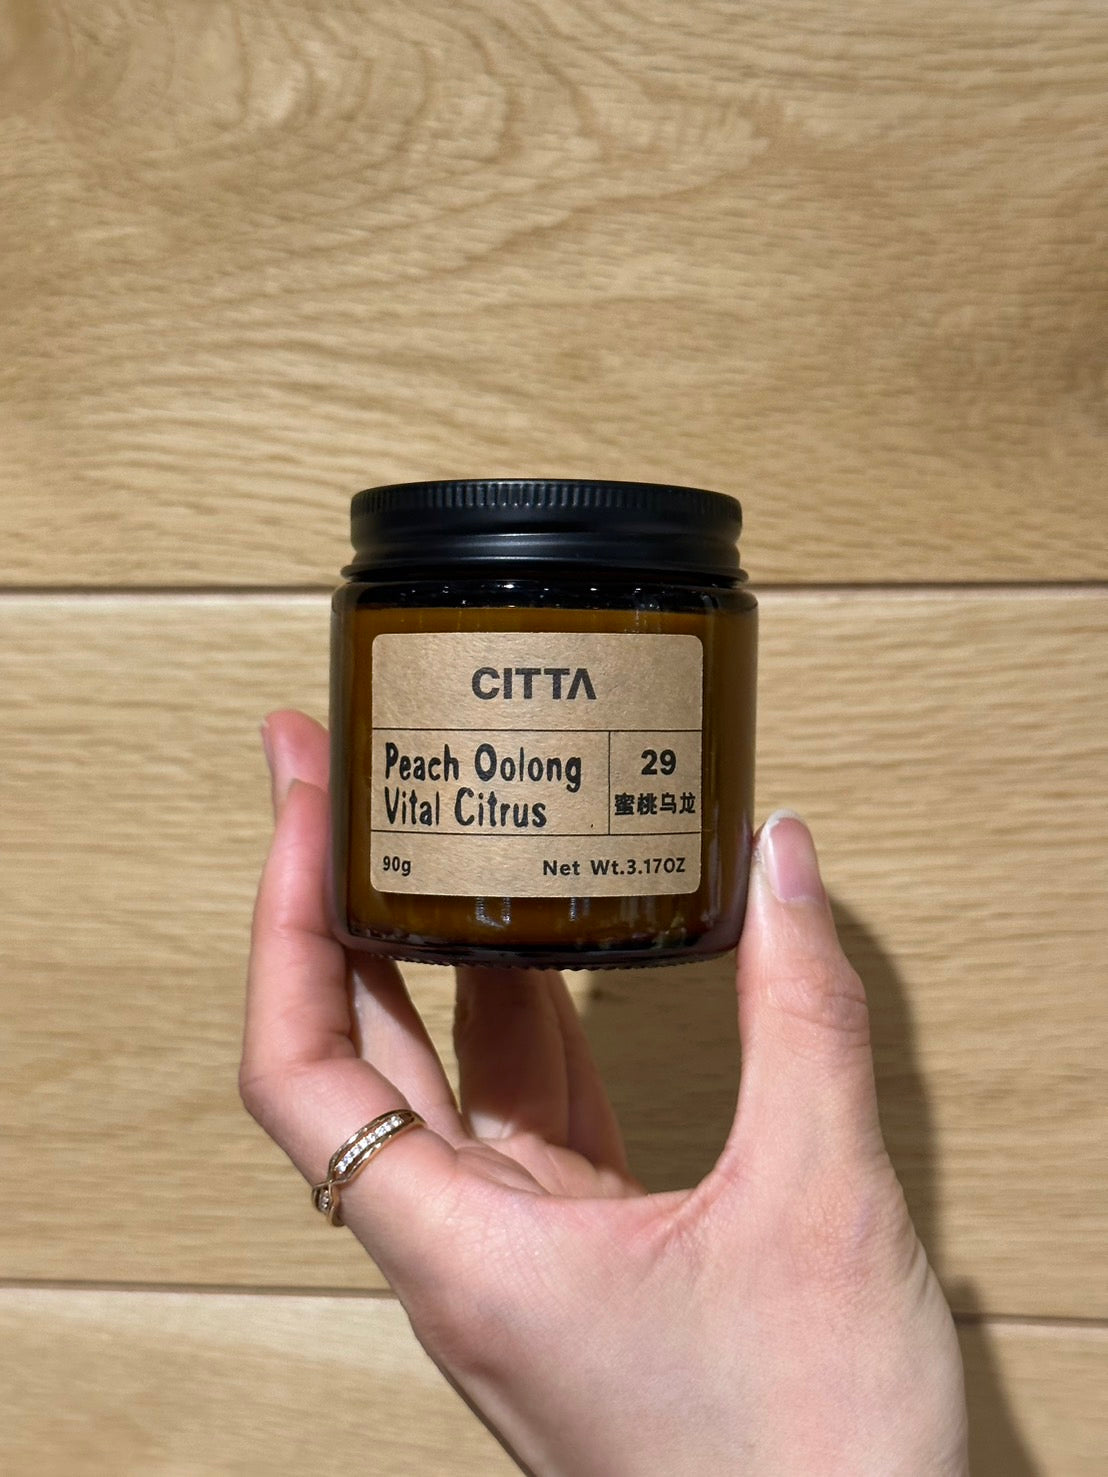 CITTA
Peach Oolong
Vital Citrus
29
蜜桃乌龙
90g
Net Wt.3.17OZ